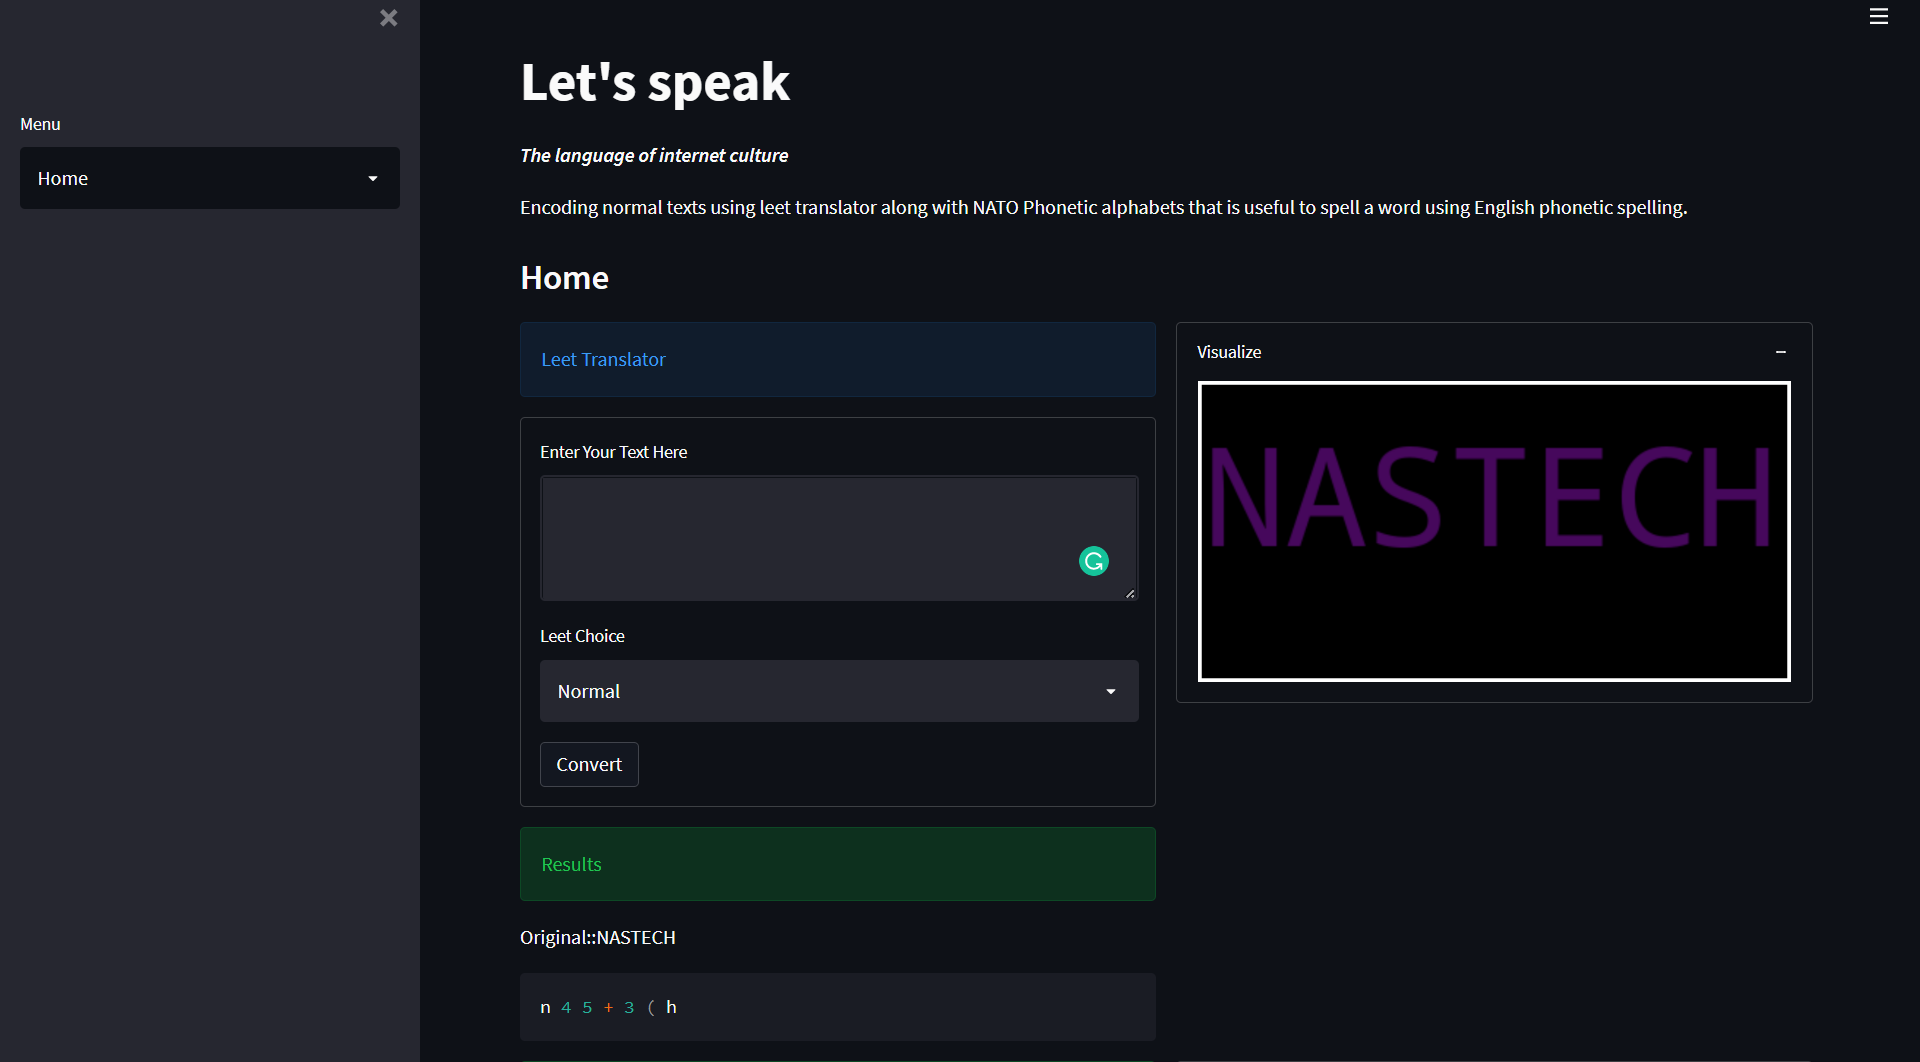 Menu
Home
Let's speak
The language of internet culture
Encoding normal texts using leet translator along with NATO Phonetic alphabets that is useful to spell a word using English phonetic spelling.
Home
Leet Translator
Enter Your Text Here
Leet Choice
Normal
Convert
Results
Original::NASTECH
n 4 5 + 3 ( h
Visualize
NASTECH